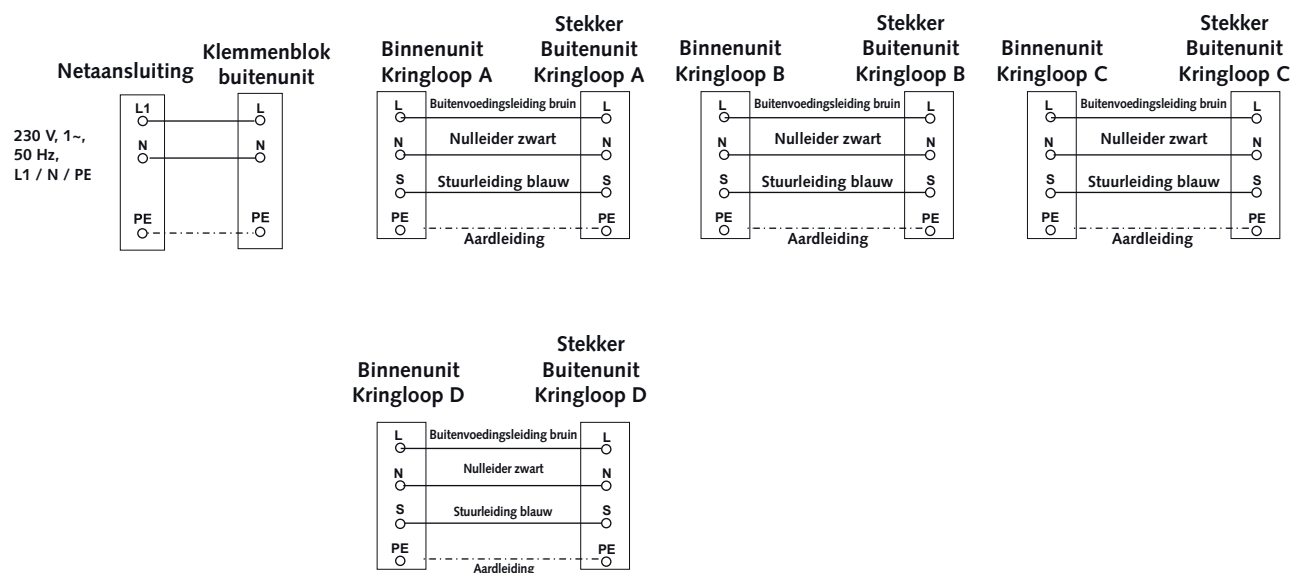 Netaansluiting
Klemmenblok
buitenunit
230 V, 1~,
50 Hz,
L1 / N / PE
L1
L
N
N
PE
PE
Binnenunit
Kringloop A
Stekker
Buitenunit
Kringloop A
L
Buitenvoedingsleiding bruin
L
N
Nulleider zwart
N
S
Stuurleiding blauw
S
PE
PE
Aardleiding
Binnenunit
Kringloop B
Stekker
Buitenunit
Kringloop B
L
Buitenvoedingsleiding bruin
L
N
Nulleider zwart
N
S
Stuurleiding blauw
S
PE
PE
Aardleiding
Binnenunit
Kringloop C
Stekker
Buitenunit
Kringloop C
L
Buitenvoedingsleiding bruin
L
N
Nulleider zwart
N
S
Stuurleiding blauw
S
PE
PE
Aardleiding
Binnenunit
Kringloop D
Stekker
Buitenunit
Kringloop D
L
Buitenvoedingsleiding bruin
L
N
Nulleider zwart
N
S
Stuurleiding blauw
S
PE
PE
Aardleiding